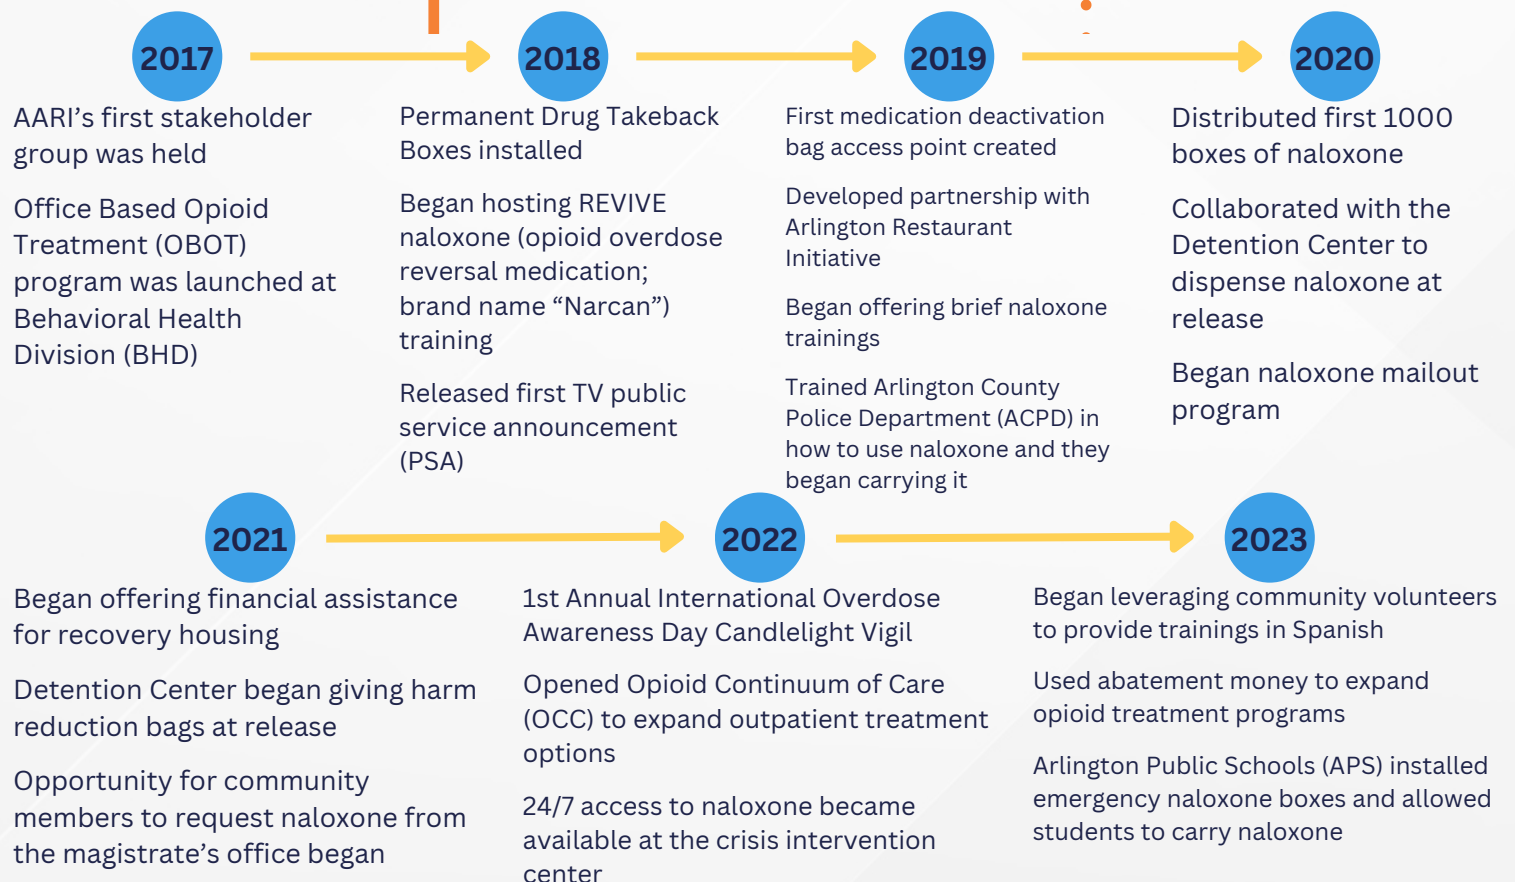 2017
AARI’s first stakeholder
group was held
Office Based Opioid
Treatment (OBOT)
program was launched at
Behavioral Health
Division (BHD)
2018
Permanent Drug Takeback
Boxes installed
Began hosting REVIVE
naloxone (opioid overdose
reversal medication;
brand name “Narcan”)
training
Released first TV public
service announcement
(PSA)
2019
First medication deactivation
bag access point created
Developed partnership with
Arlington Restaurant
Initiative
Began offering brief naloxone
trainings
Trained Arlington County
Police Department (ACPD) in
how to use naloxone and they
began carrying it
2020
Distributed first 1000
boxes of naloxone
Collaborated with the
Detention Center to
dispense naloxone at
release
Began naloxone mailout
program
2021
Began offering financial assistance
for recovery housing
Detention Center began giving harm
reduction bags at release
Opportunity for community
members to request naloxone from
the magistrate’s office began
2022
1st Annual International Overdose
Awareness Day Candlelight Vigil
Opened Opioid Continuum of Care
(OCC) to expand outpatient treatment
options
24/7 access to naloxone became
available at the crisis intervention
center
2023
Began leveraging community volunteers
to provide trainings in Spanish
Used abatement money to expand
opioid treatment programs
Arlington Public Schools (APS) installed
emergency naloxone boxes and allowed
students to carry naloxone